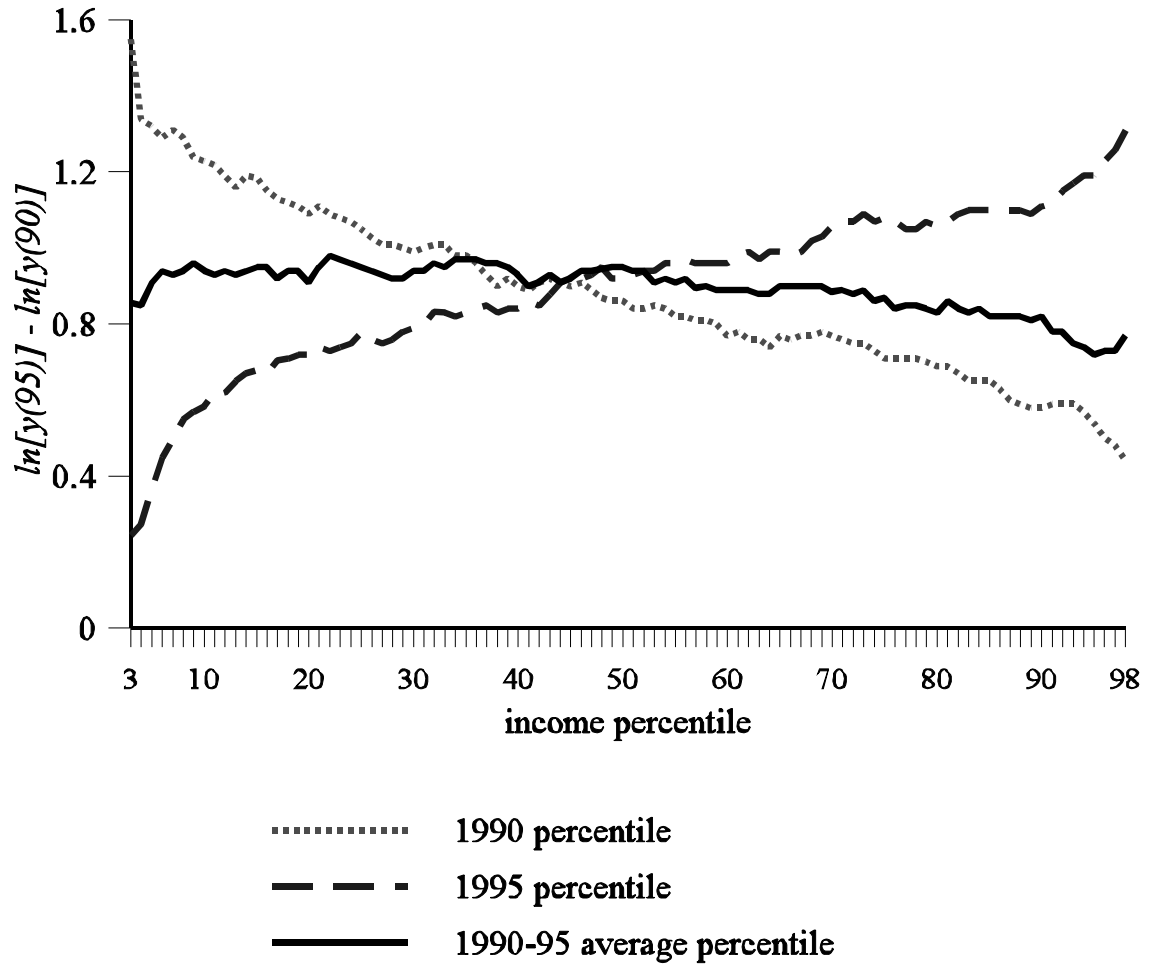 1.6
1.2
0.8
0.4
0
ln[y(95)] - ln[y(90)]
3 10 20 30 40 50 60 70 80 90 98
income percentile
1990 percentile
1995 percentile
1990-95 average percentile